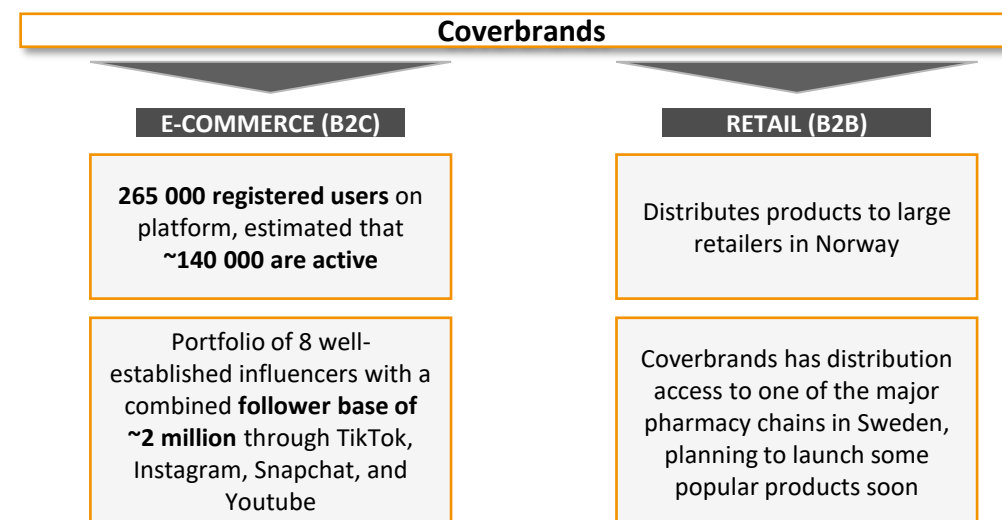 Coverbrands
E-COMMERCE (B2C)
265 000 registered users on
platform, estimated that
~140 000 are active
Portfolio of 8 well-
established influencers with a
combined follower base of
~2 million through TikTok,
Instagram, Snapchat, and
Youtube
RETAIL (B2B)
Distributes products to large
retailers in Norway
Coverbrands has distribution
access to one of the major
pharmacy chains in Sweden,
planning to launch some
popular products soon